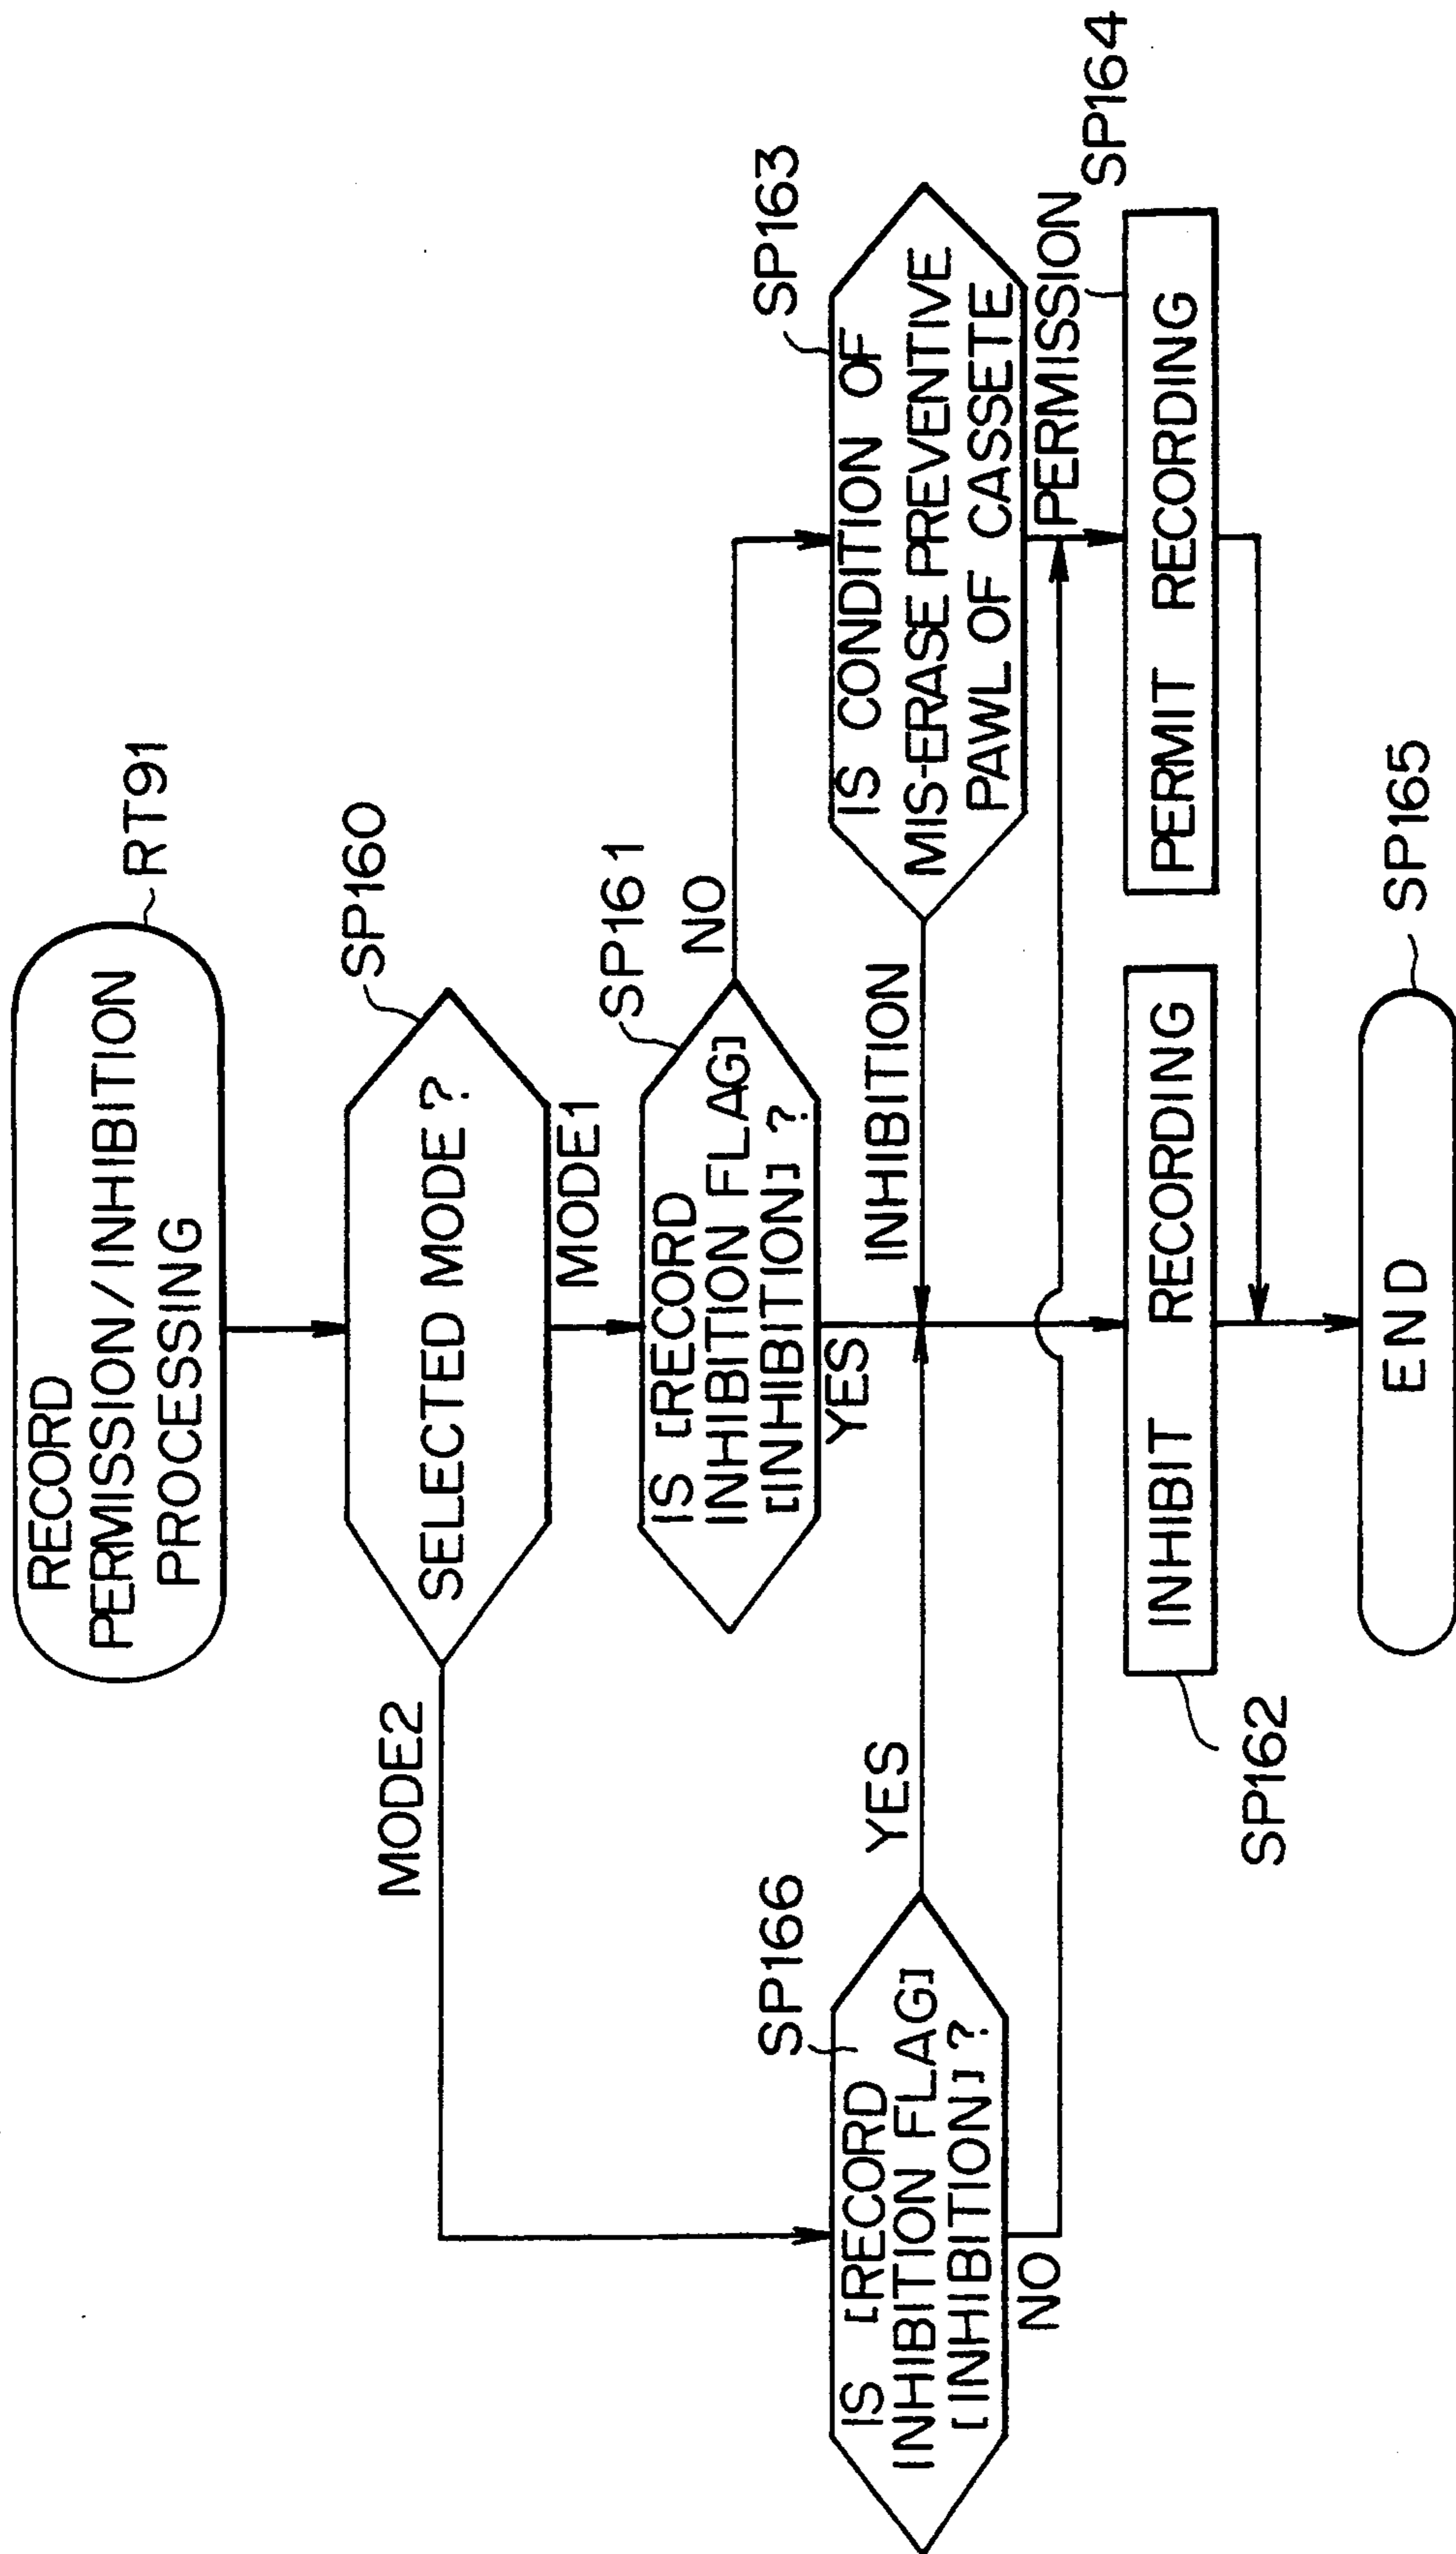 RECORD
PERMISSION/INHIBITION
PROCESSING
RT91
SELECTED MODE?
SP160
MODE2
MODE1
IS [RECORD
INHIBITION FLAG]
[INHIBITION] ?
SP161
NO
YES
IS [RECORD
INHIBITION FLAG]
[INHIBITION] ?
SP166
YES
NO
INHIBITION
IS CONDITION OF
MIS-ERASE PREVENTIVE
PAWL OF CASSETE
SP163
PERMISSION
INHIBIT RECORDING
SP162
PERMIT RECORDING
SP164
END
SP165